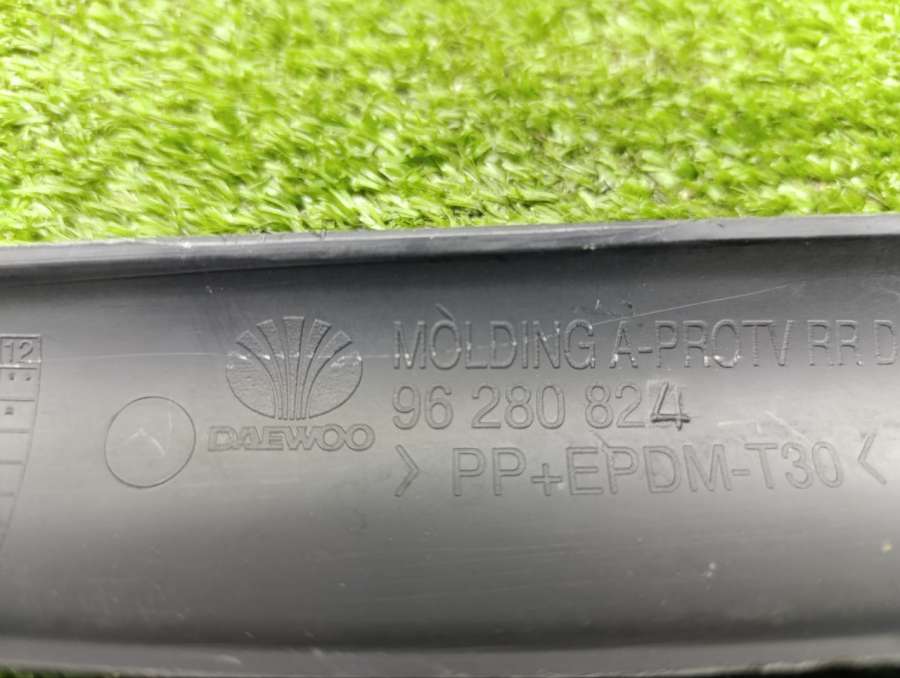 12
DAEWOO
MOLDING A-PROTV RR D
96 280 824
> PP+EPDM-T30 <